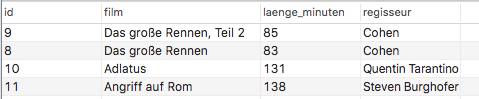 id film laenge_minuten regisseur
9 Das große Rennen, Teil 2 85 Cohen
8 Das große Rennen 83 Cohen
10 Adlatus 131 Quentin Tarantino
11 Angriff auf Rom 138 Steven Burghofer